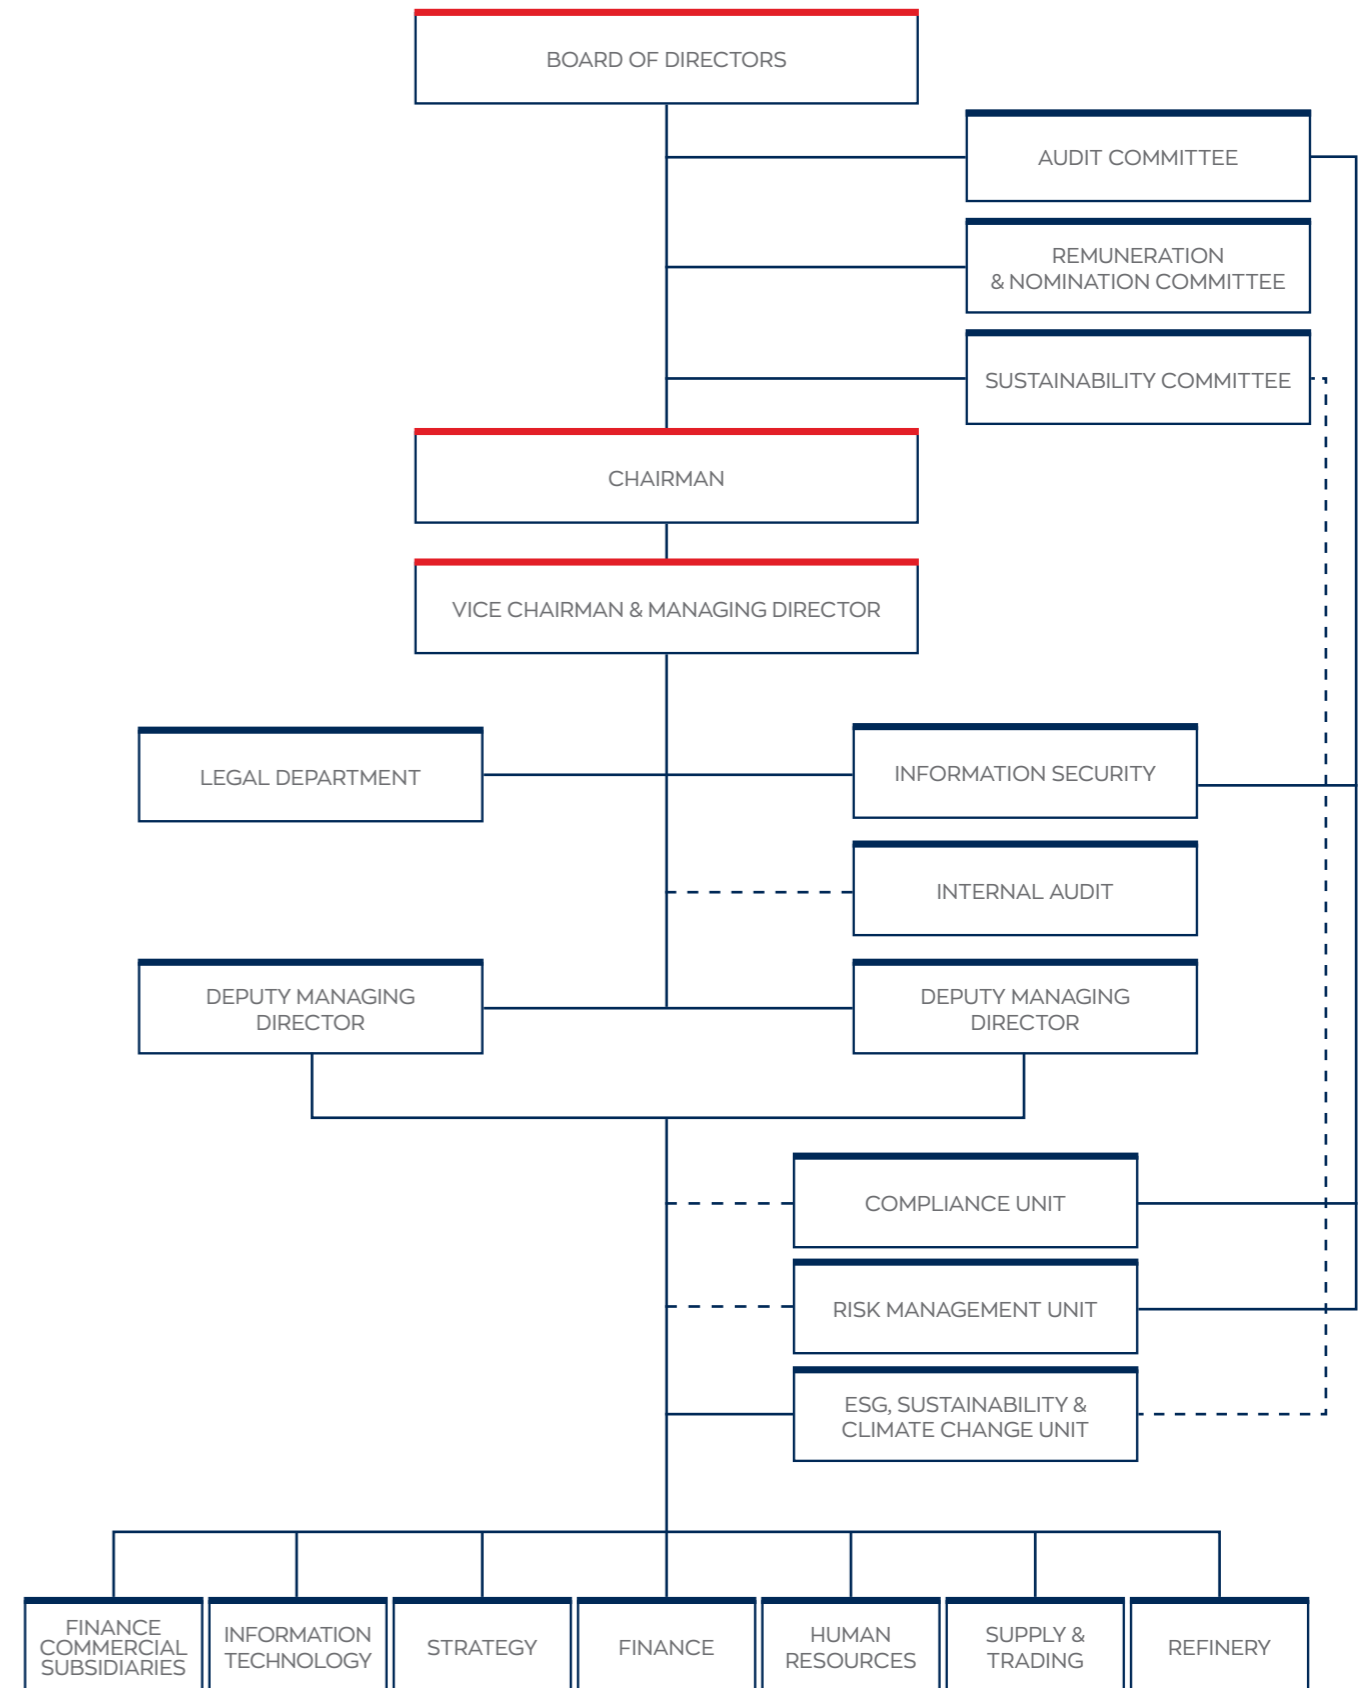 BOARD OF DIRECTORS
AUDIT COMMITTEE
REMUNERATION
& NOMINATION COMMITTEE
SUSTAINABILITY COMMITTEE
CHAIRMAN
VICE CHAIRMAN & MANAGING DIRECTOR
LEGAL DEPARTMENT
INFORMATION SECURITY
INTERNAL AUDIT
DEPUTY MANAGING
DIRECTOR
DEPUTY MANAGING
DIRECTOR
COMPLIANCE UNIT
RISK MANAGEMENT UNIT
ESG, SUSTAINABILITY &
CLIMATE CHANGE UNIT
FINANCE
COMMERCIAL
SUBSIDIARIES
INFORMATION
TECHNOLOGY
STRATEGY
FINANCE
HUMAN
RESOURCES
SUPPLY &
TRADING
REFINERY